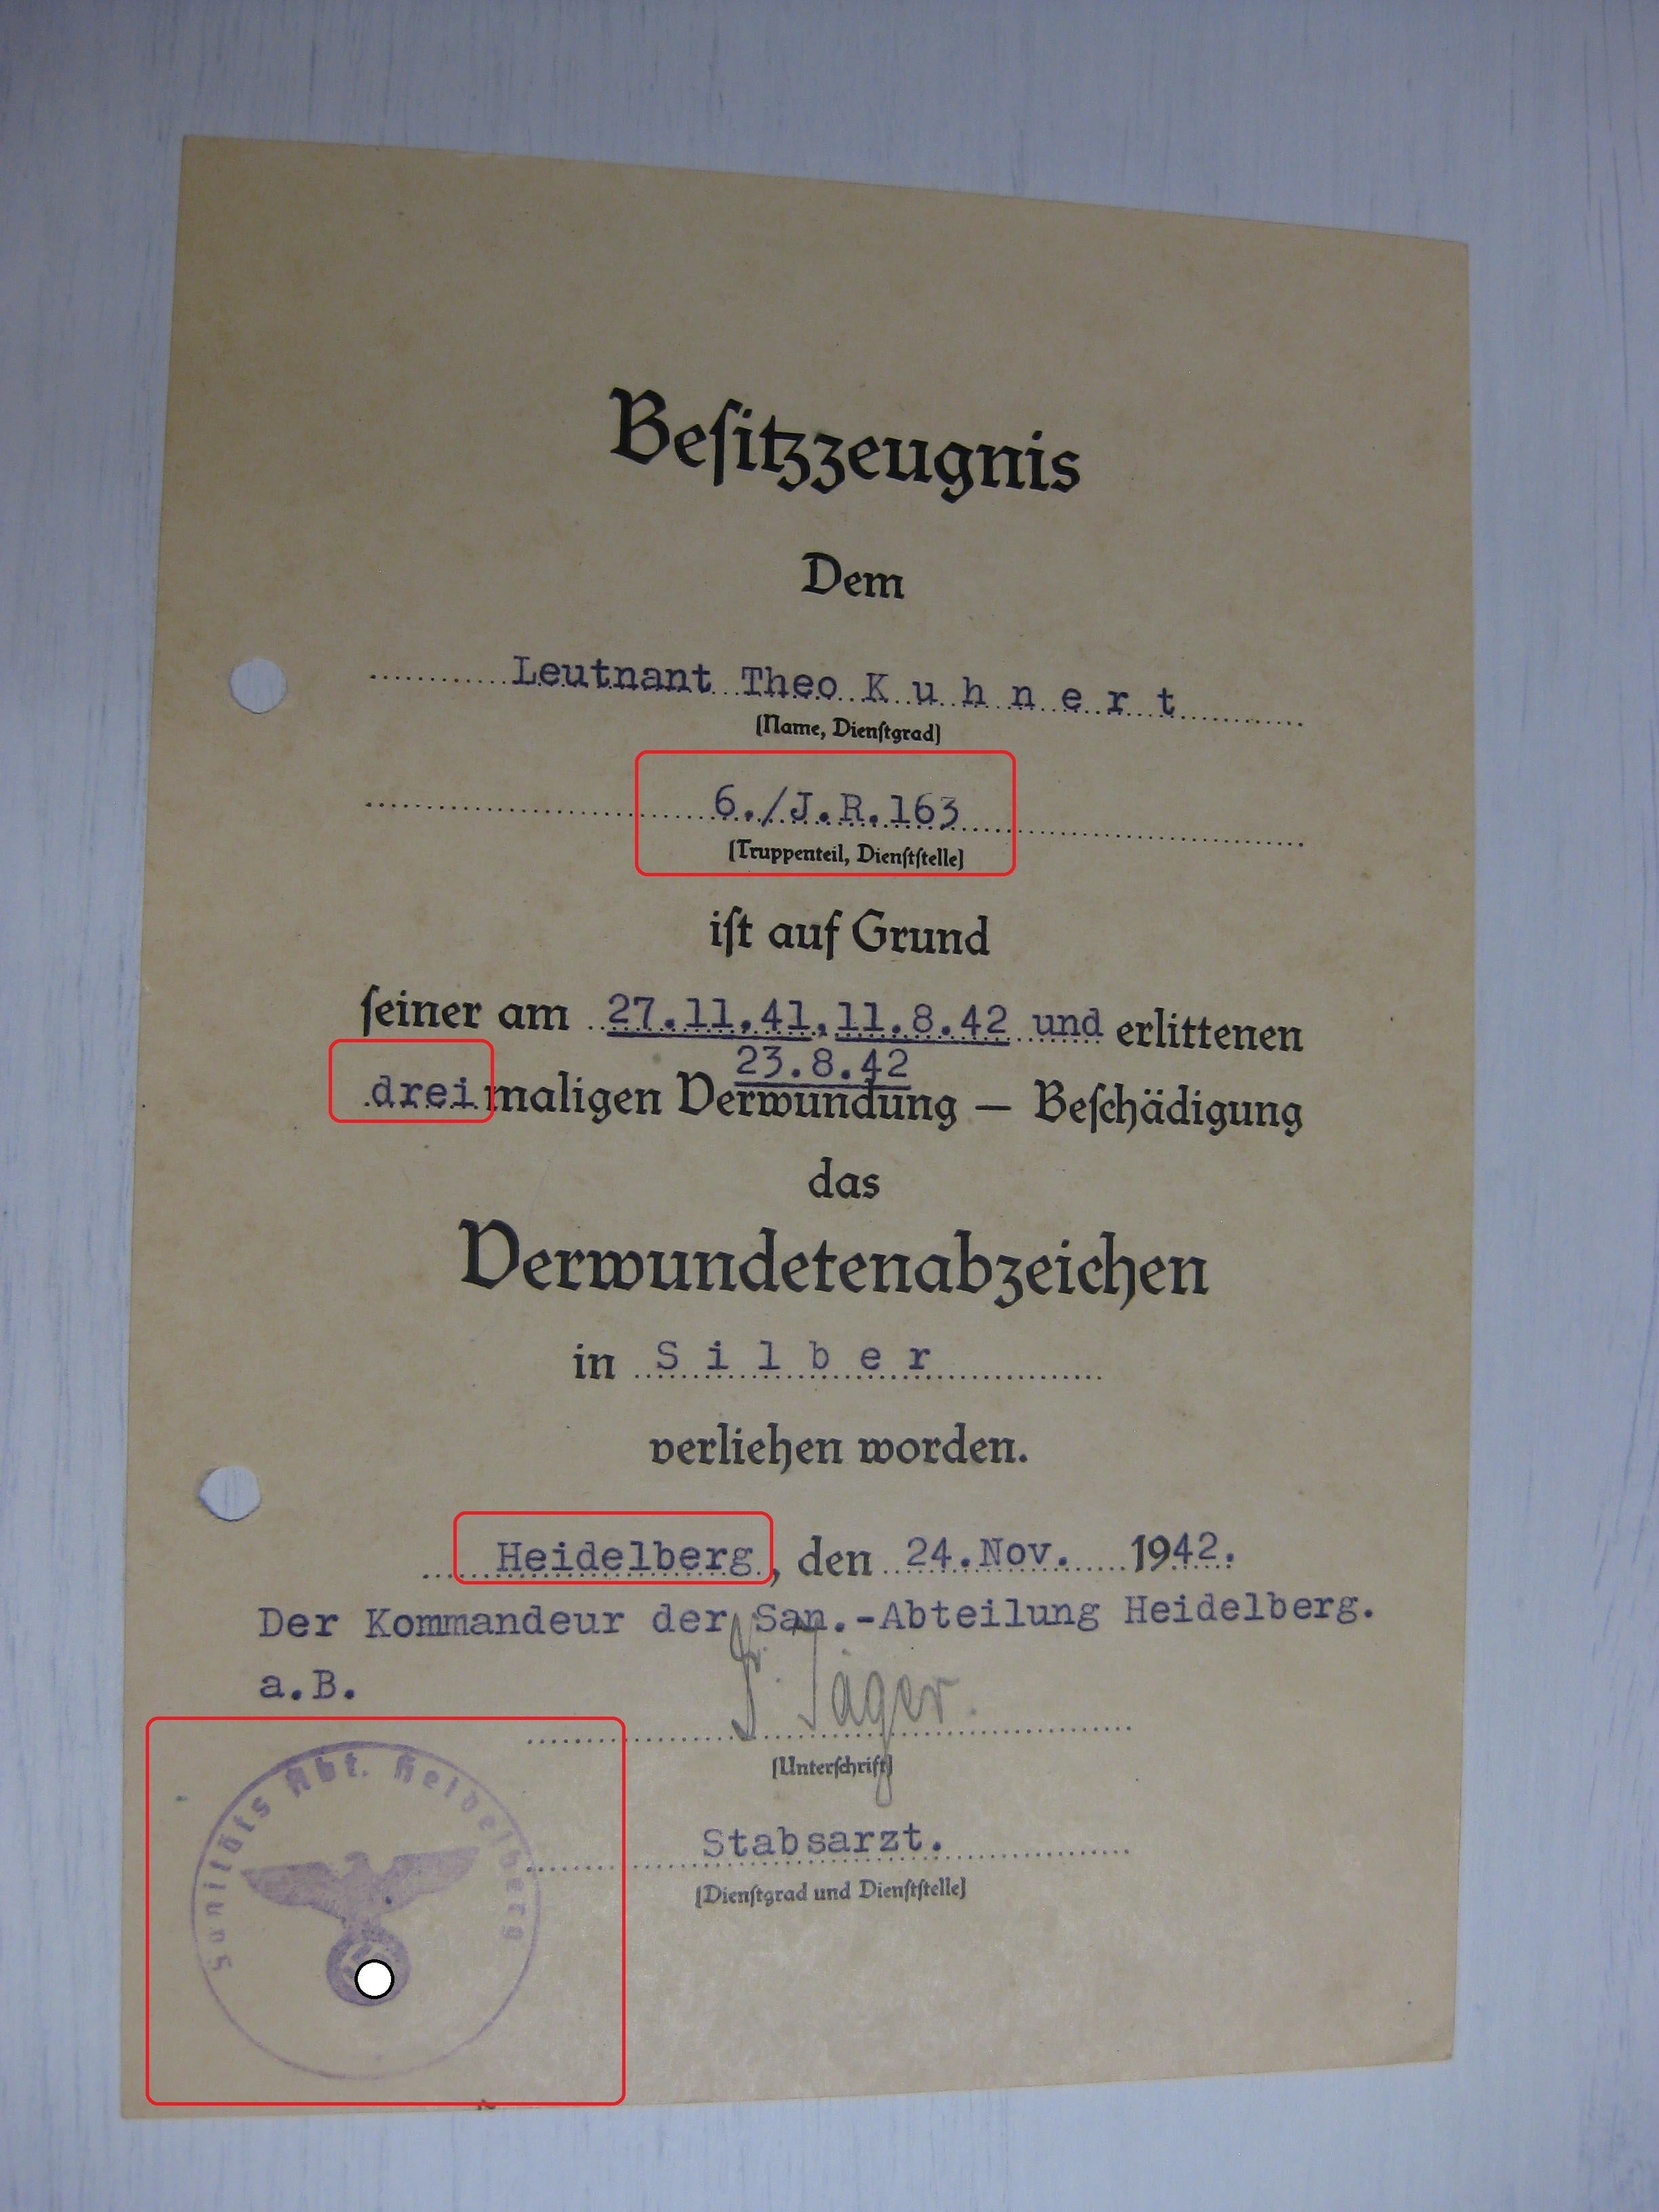 Besitzzeugnis
Dem
Leutnant Theo K u h n e r t
(Name, Dienstgrad)
6./J.R.163
(Truppenteil, Dienststelle)
ist auf Grund
seiner am 27.11.41, 11.8.42 und erlittenen
23.8.42
dreimaligen Verwundung – Beschädigung
das
Verwundetenabzeichen
in S i l b e r
verliehen worden.
Heidelberg, den 24.Nov. 1942.
Der Kommandeur der San.-Abteilung Heidelberg.
a.B.
Dr. Jäger.
(Unterschrift)
Stabsarzt.
(Dienstgrad und Dienststelle)
Sanitäts Abt. Heidelberg